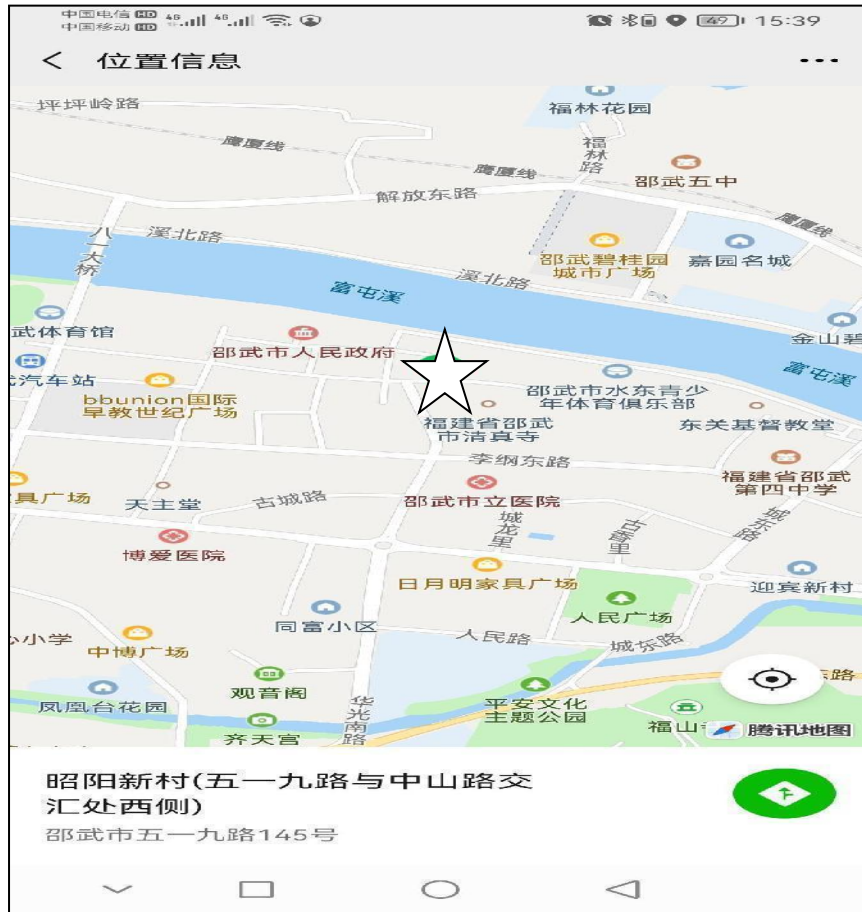 中国电信 HD 4G 4G 49 15:39
中国移动 HD
位置信息
坪坪岭路
福林花园
鹰厦线
福林路
鹰厦线
邵武五中
解放东路
鹰厦线
八一大桥
溪北路
邵武碧桂园
城市广场
嘉园名城
溪北路
富屯溪
武体育馆
邵武市人民政府
金山碧
富屯溪
汽车站
bbunion国际
早教世纪广场
邵武市水东青少
年体育俱乐部
福建省邵武
市清真寺
东关基督教堂
李纲东路
福建省邵武
第四中学
具广场
天主堂
古城路
邵武市立医院
城龙里
古睿里
城东路
博爱医院
日月明家具广场
迎宾新村
人民广场
同富小区
心小学
中博广场
人民路
城东路
东路
观音阁
凤凰台花园
华光南路
平安文化
主题公园
齐天宫
福山
腾讯地图
昭阳新村(五一九路与中山路交
汇处西侧)
邵武市五一九路145号